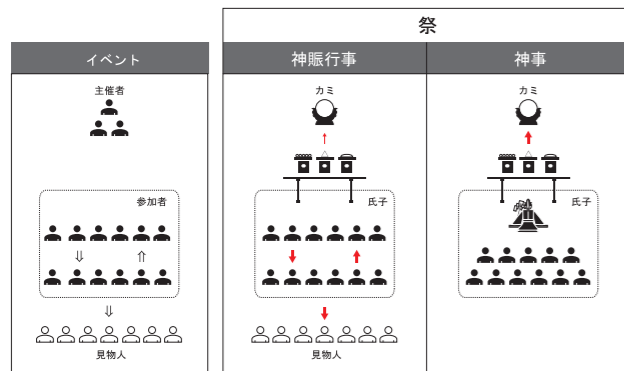 祭
イベント
神賑行事
神事
主催者
カミ
カミ
参加者
氏子
氏子
見物人
見物人